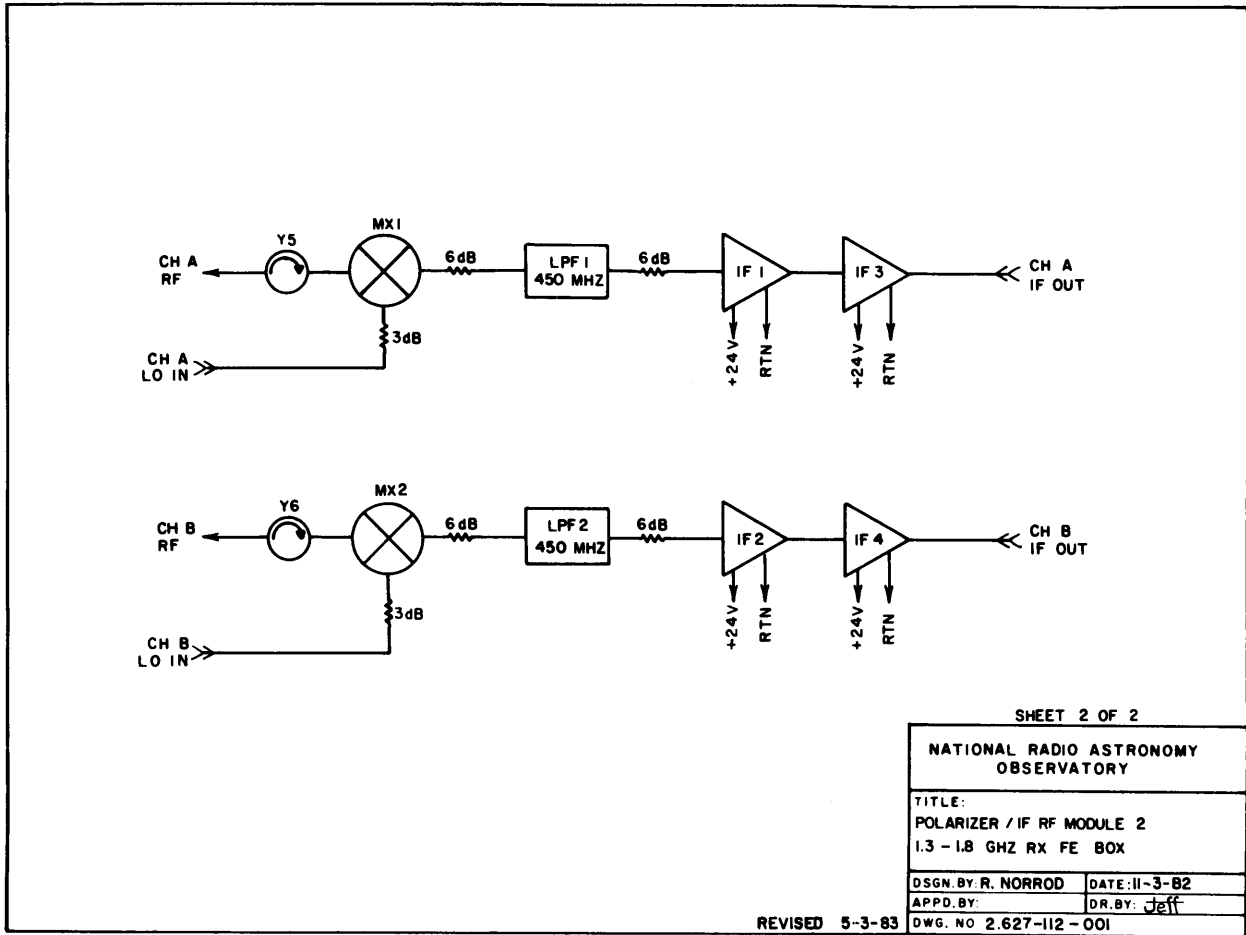 MX1
Y5
CH A
RF
6dB
LPF 1
450 MHZ
6dB
IF 1
IF 3
CH A
IF OUT
3dB
CH A
LO IN
+24V
RTN
+24V
RTN
MX2
Y6
CH B
RF
6dB
LPF2
450 MHZ
6dB
IF 2
IF 4
CH B
IF OUT
3dB
CH B
LO IN
+24V
RTN
+24V
RTN
SHEET 2 OF 2
NATIONAL RADIO ASTRONOMY
OBSERVATORY
TITLE:
POLARIZER / IF RF MODULE 2
1.3 - 1.8 GHZ RX FE BOX
DSGN. BY: R. NORROD DATE: 11-3-82
APPD. BY: DR. BY: Jeff
REVISED 5-3-83 DWG. NO 2.627-112-001